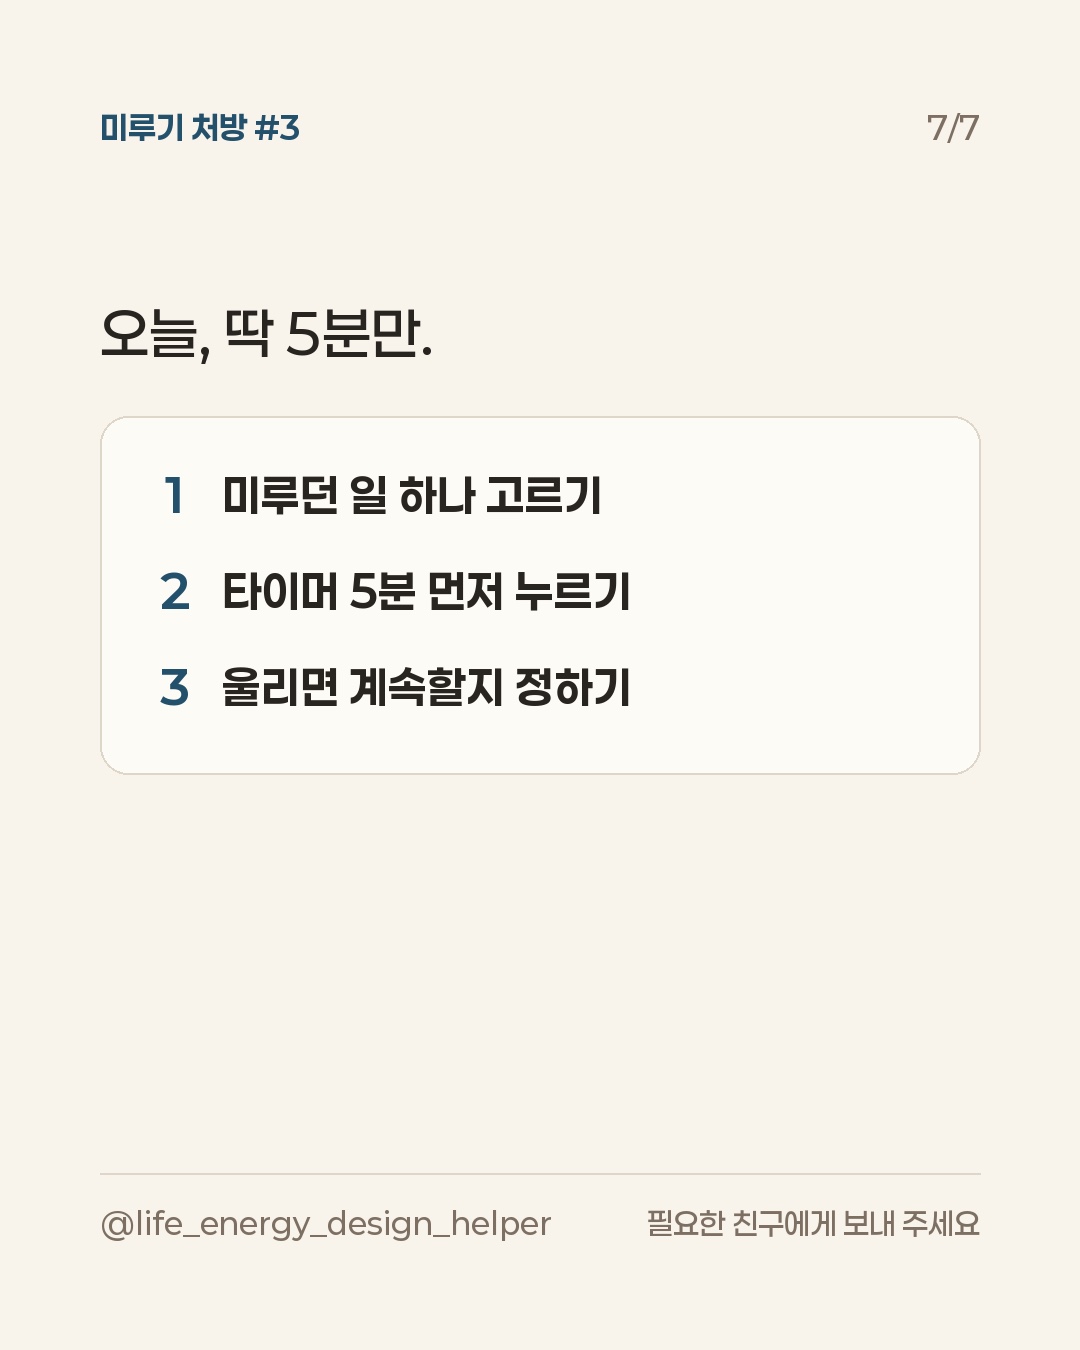 미루기 처방 #3
7/7
오늘, 딱 5분만.
1 미루던 일 하나 고르기
2 타이머 5분 먼저 누르기
3 울리면 계속할지 정하기
@life_energy_design_helper
필요한 친구에게 보내 주세요